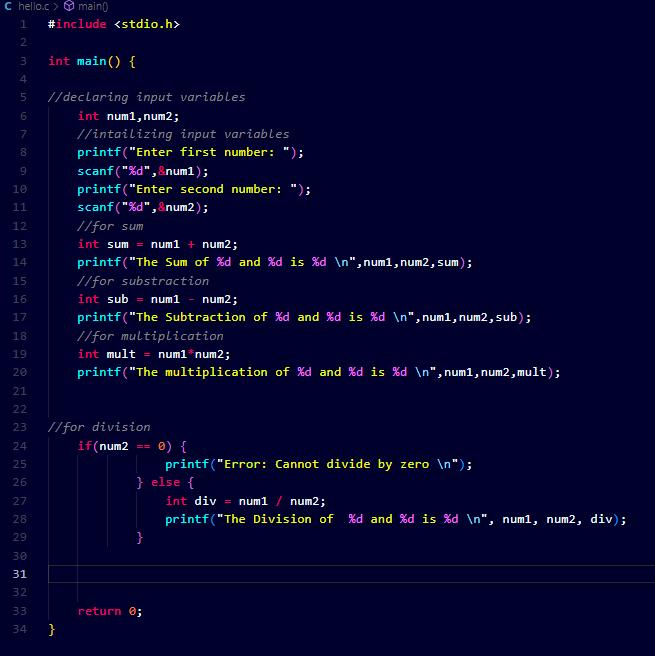 C hello.c > main()
1 #include <stdio.h>
2
3 int main() {
4
5 //declaring input variables
6 int num1,num2;
7 //intailizing input variables
8 printf("Enter first number: ");
9 scanf("%d",&num1);
10 printf("Enter second number: ");
11 scanf("%d",&num2);
12 //for sum
13 int sum = num1 + num2;
14 printf("The Sum of %d and %d is %d \n",num1,num2,sum);
15 //for substraction
16 int sub = num1 - num2;
17 printf("The Subtraction of %d and %d is %d \n",num1,num2,sub);
18 //for multiplication
19 int mult = num1*num2;
20 printf("The multiplication of %d and %d is %d \n",num1,num2,mult);
21
22
23 //for division
24 if(num2 == 0) {
25 printf("Error: Cannot divide by zero \n");
26 } else {
27 int div = num1 / num2;
28 printf("The Division of  %d and %d is %d \n", num1, num2, div);
29 }
30
31
32
33 return 0;
34 }